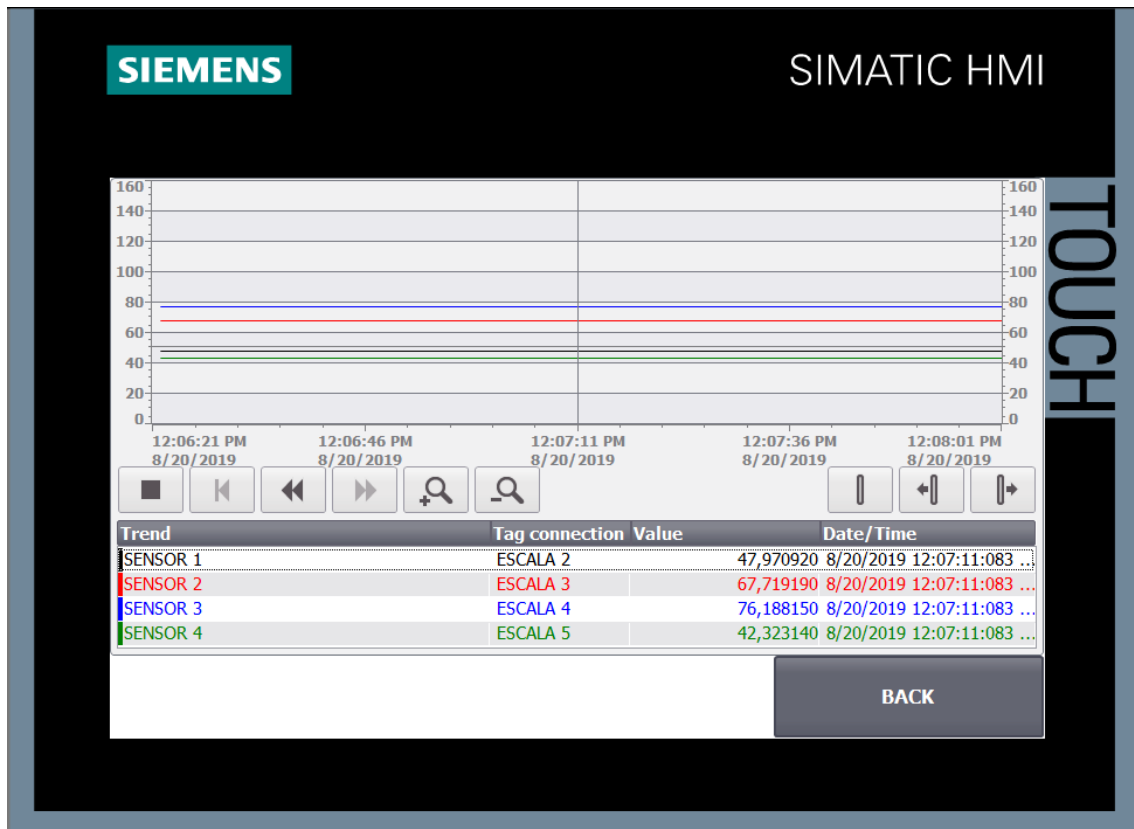 SIEMENS
SIMATIC HMI
TOUCH
160 160
140 140
120 120
100 100
80 80
60 60
40 40
20 20
0 0
12:06:21 PM 12:06:46 PM 12:07:11 PM 12:07:36 PM 12:08:01 PM
8/20/2019 8/20/2019 8/20/2019 8/20/2019 8/20/2019
Trend Tag connection Value Date/Time
SENSOR 1 ESCALA 2 47,970920 8/20/2019 12:07:11:083 ...
SENSOR 2 ESCALA 3 67,719190 8/20/2019 12:07:11:083 ...
SENSOR 3 ESCALA 4 76,188150 8/20/2019 12:07:11:083 ...
SENSOR 4 ESCALA 5 42,323140 8/20/2019 12:07:11:083 ...
BACK